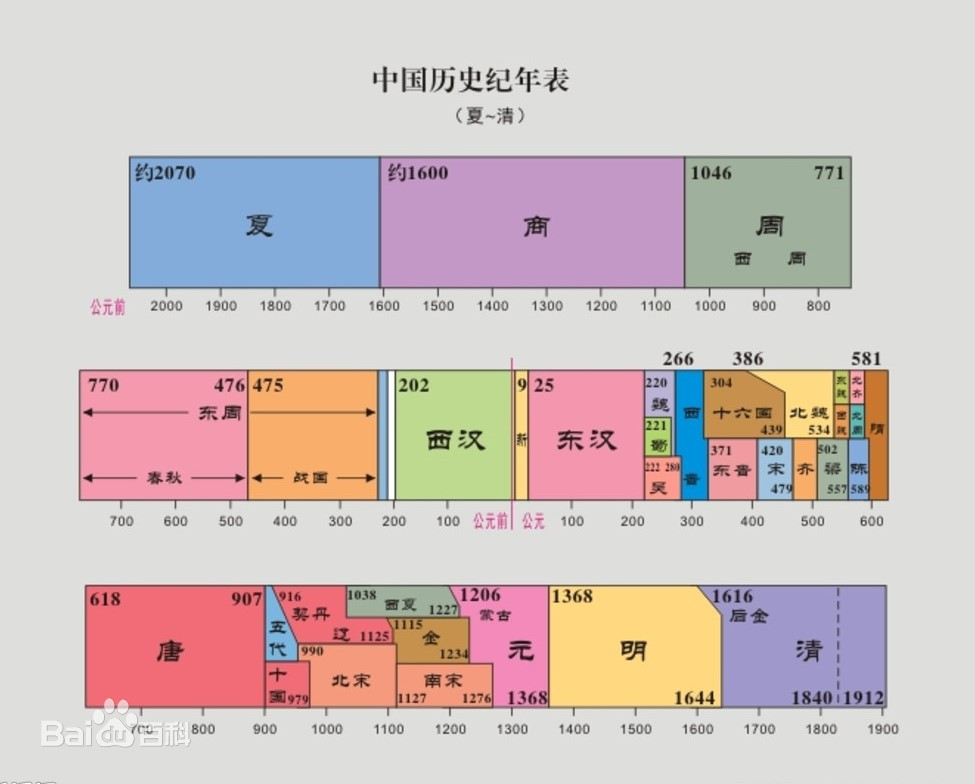 中国历史纪年表
（夏~清）
约2070 约1600 1046 771
夏 商 周
西 周
公元前 2000 1900 1800 1700 1600 1500 1400 1300 1200 1100 1000 900 800
266 386 581
770 476 475 202 9 25 220 304 东魏 北齐
东周 魏 西 十六国 北魏
439 534 西魏 北周
西汉 新 东汉 221 蜀 隋
371 420 502
春秋 战国 222 280 东晋 宋 齐 梁 陈
吴 晋 479 557 589
700 600 500 400 300 200 100 公元前 公元 100 200 300 400 500 600
618 907 916 1038 1206 1368 1616
契丹 西夏 1227 蒙古 后金
五代 辽 1125 1115 金
唐 990 1234 元 明 清
十国 北宋 南宋
979 1127 1276 1368 1644 1840 1912
700 800 900 1000 1100 1200 1300 1400 1500 1600 1700 1800 1900
Baidu百科